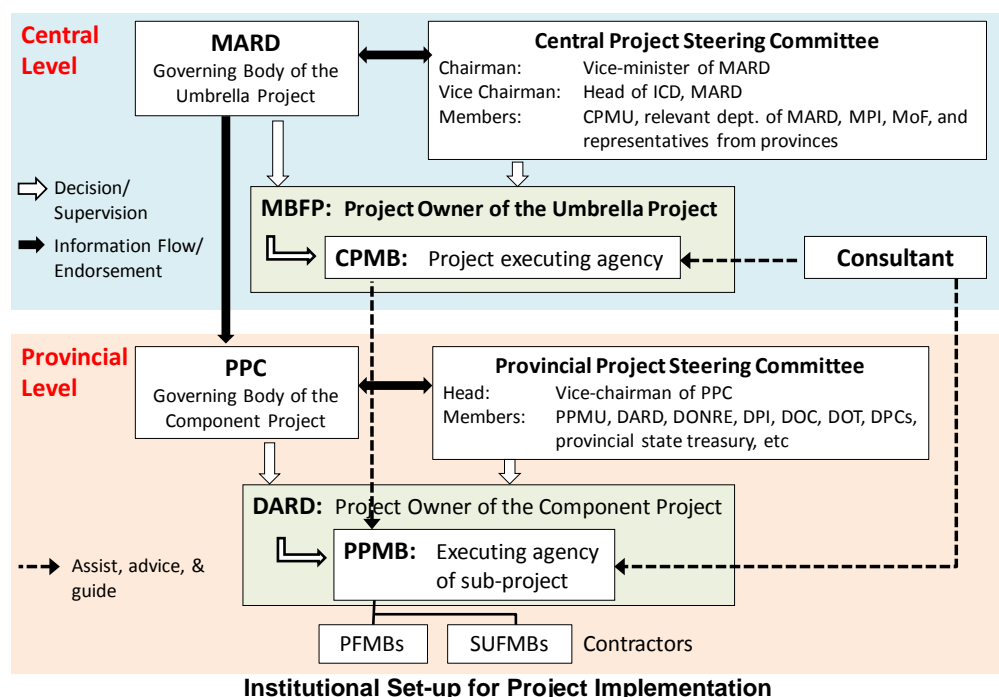 Central
Level
MARD
Governing Body of the
Umbrella Project
Central Project Steering Committee
Chairman: Vice-minister of MARD
Vice Chairman: Head of ICD, MARD
Members: CPMU, relevant dept. of MARD, MPI, MoF, and
representatives from provinces
Decision/
Supervision
Information Flow/
Endorsement
MBFP: Project Owner of the Umbrella Project
CPMB: Project executing agency
Consultant
Provincial
Level
PPC
Governing Body of the
Component Project
Provincial Project Steering Committee
Head: Vice-chairman of PPC
Members: PPMU, DARD, DONRE, DPI, DOC, DOT, DPCs,
provincial state treasury, etc
DARD: Project Owner of the Component Project
PPMB: Executing agency
of sub-project
Assist, advice, &
guide
PFMBs
SUFMBs
Contractors
Institutional Set-up for Project Implementation